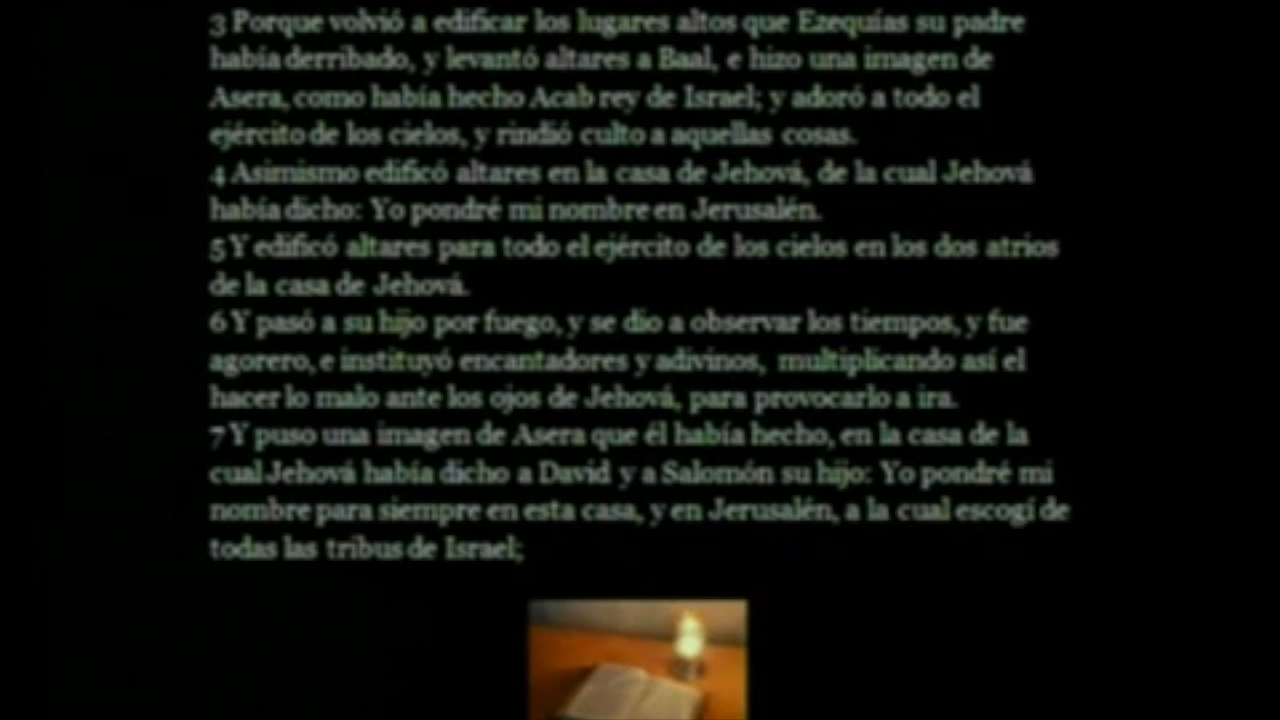 3 Porque volvió a edificar los lugares altos que Ezequías su padre
había derribado, y levantó altares a Baal, e hizo una imagen de
Asera, como había hecho Acab rey de Israel; y adoró a todo el
ejército de los cielos, y rindió culto a aquellas cosas.
4 Asimismo edificó altares en la casa de Jehová, de la cual Jehová
había dicho: Yo pondré mi nombre en Jerusalén.
5 Y edificó altares para todo el ejército de los cielos en los dos atrios
de la casa de Jehová.
6 Y pasó a su hijo por fuego, y se dio a observar los tiempos, y fue
agorero, e instituyó encantadores y adivinos, multiplicando así el
hacer lo malo ante los ojos de Jehová, para provocarlo a ira.
7 Y puso una imagen de Asera que él había hecho, en la casa de la
cual Jehová había dicho a David y a Salomón su hijo: Yo pondré mi
nombre para siempre en esta casa, y en Jerusalén, a la cual escogí de
todas las tribus de Israel;